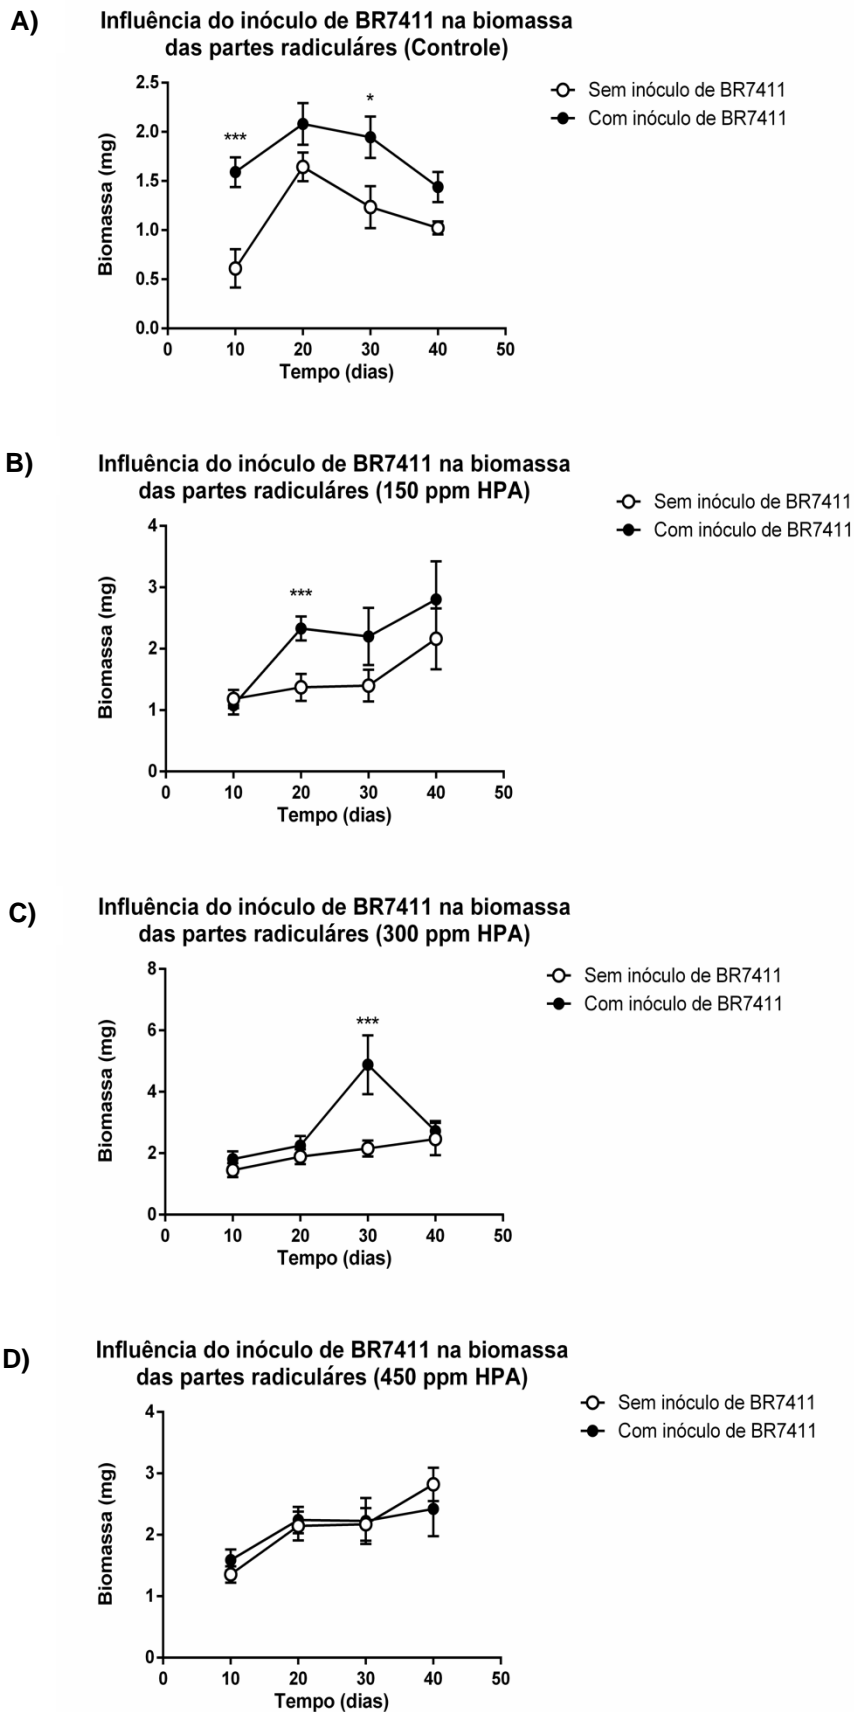 A)
Influência do inóculo de BR7411 na biomassa
das partes radiculáres (Controle)
Sem inóculo de BR7411
Com inóculo de BR7411
Biomassa (mg)
2.5
2.0
1.5
1.0
0.5
0.0
***
*
0 10 20 30 40 50
Tempo (dias)
B)
Influência do inóculo de BR7411 na biomassa
das partes radiculáres (150 ppm HPA)
Sem inóculo de BR7411
Com inóculo de BR7411
Biomassa (mg)
4
3
2
1
0
***
0 10 20 30 40 50
Tempo (dias)
C)
Influência do inóculo de BR7411 na biomassa
das partes radiculáres (300 ppm HPA)
Sem inóculo de BR7411
Com inóculo de BR7411
Biomassa (mg)
8
6
4
2
0
***
0 10 20 30 40 50
Tempo (dias)
D)
Influência do inóculo de BR7411 na biomassa
das partes radiculáres (450 ppm HPA)
Sem inóculo de BR7411
Com inóculo de BR7411
Biomassa (mg)
4
3
2
1
0
0 10 20 30 40 50
Tempo (dias)